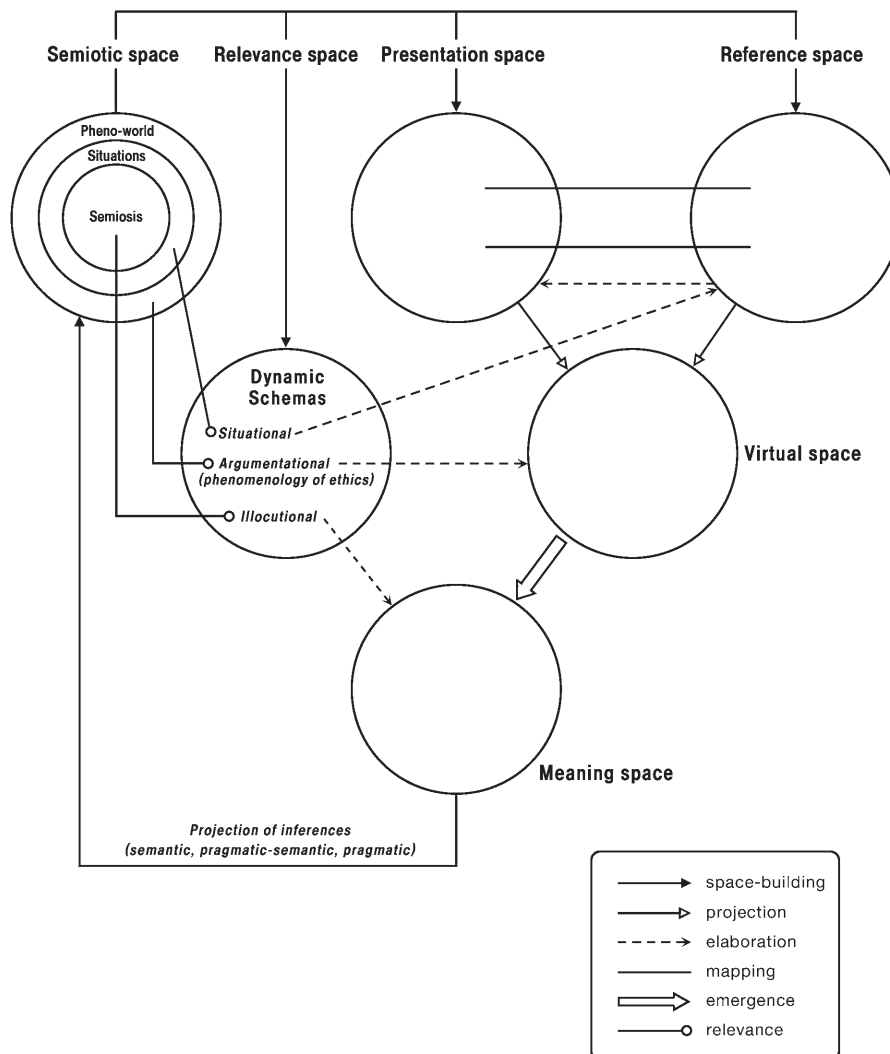 Semiotic space
Relevance space
Presentation space
Reference space
Pheno-world
Situations
Semiosis
Dynamic
Schemas
Situational
Argumentational
(phenomenology of ethics)
Illocutional
Virtual space
Meaning space
Projection of inferences
(semantic, pragmatic-semantic, pragmatic)
space-building
projection
elaboration
mapping
emergence
relevance